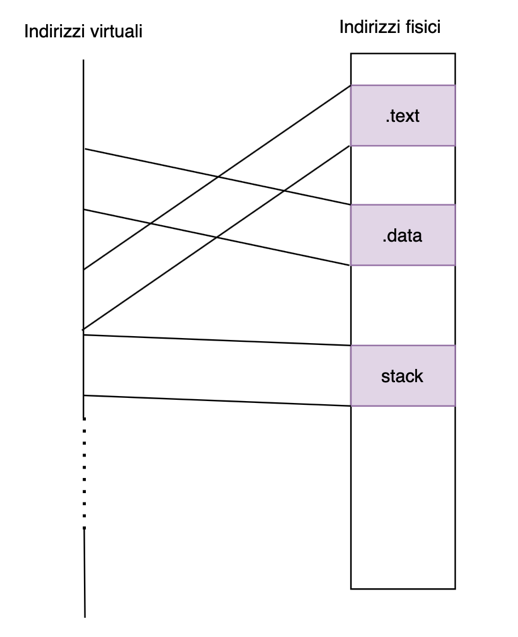 Indirizzi virtuali
Indirizzi fisici
.text
.data
stack